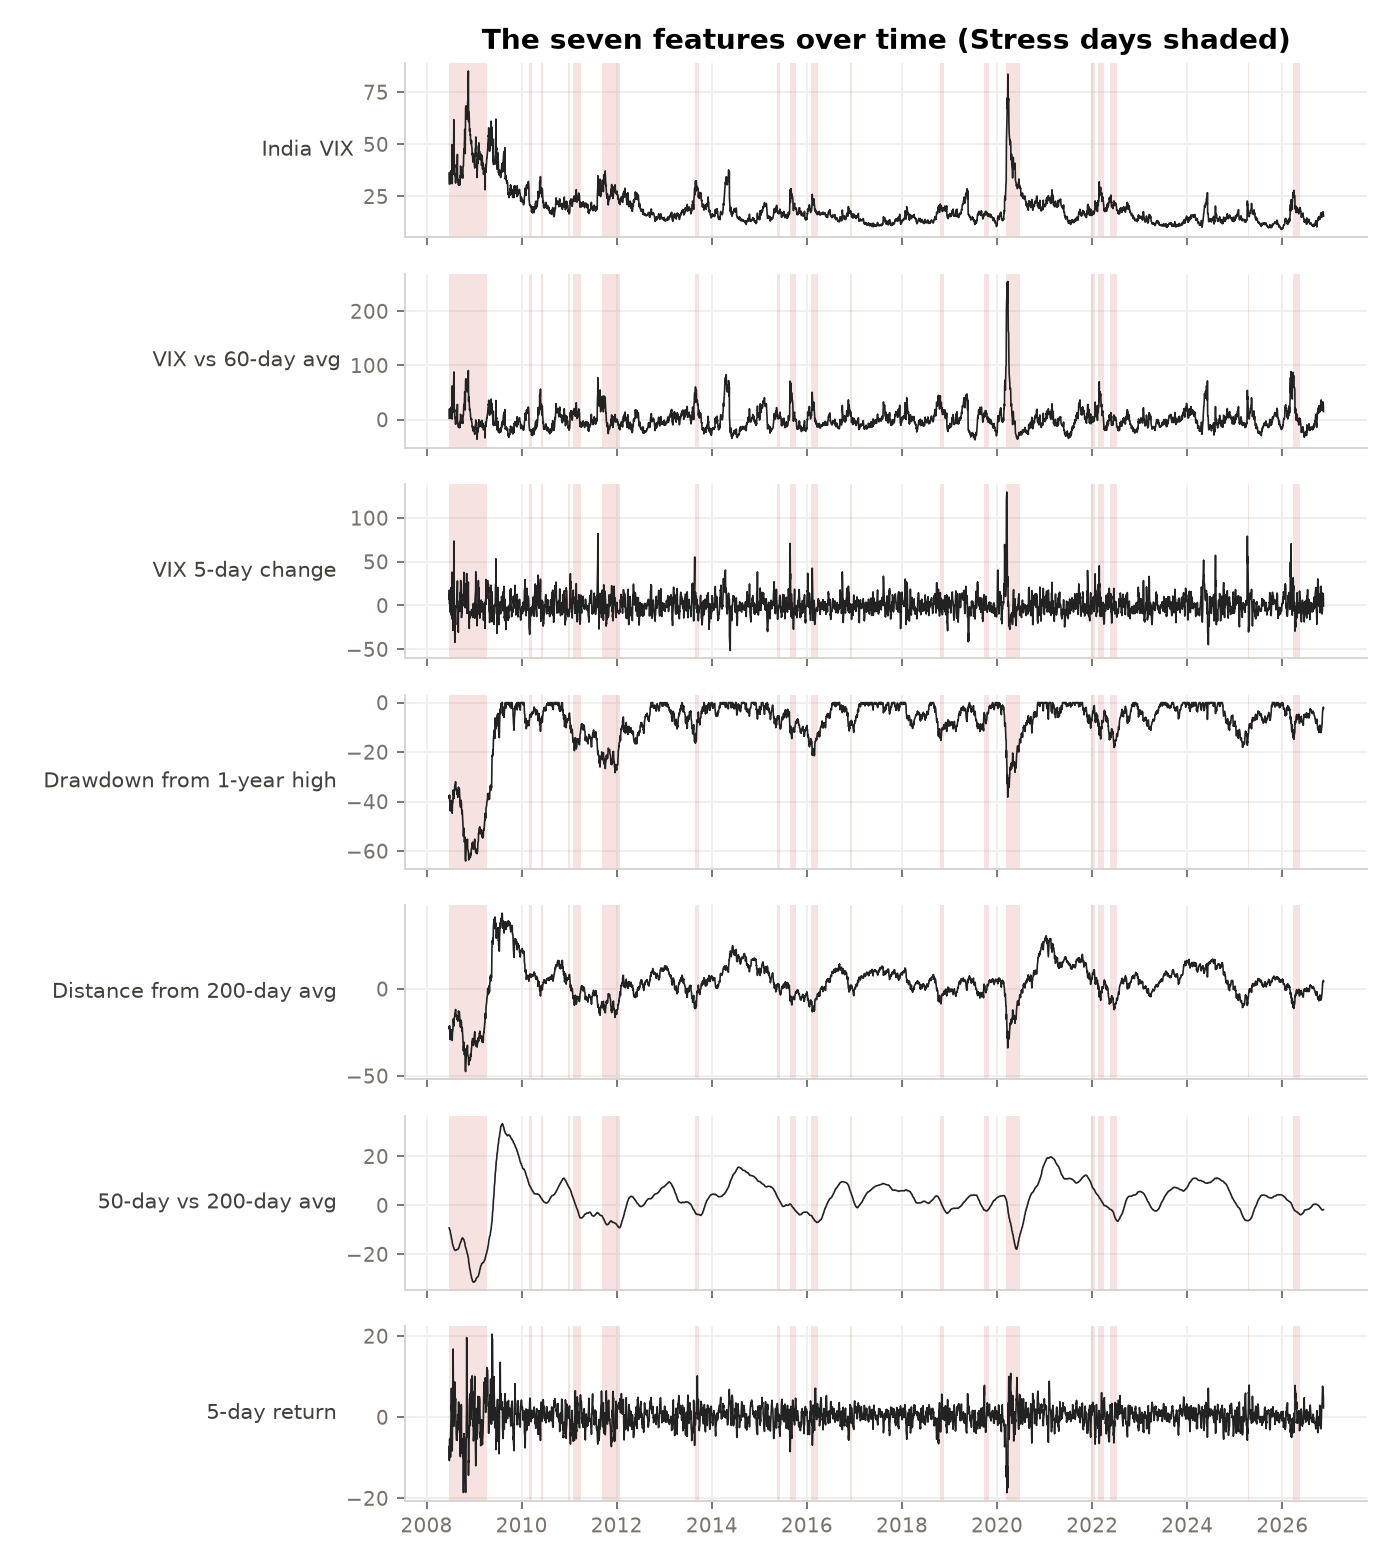 The seven features over time (Stress days shaded)
India VIX
75
50
25
VIX vs 60-day avg
200
100
0
VIX 5-day change
100
50
0
−50
Drawdown from 1-year high
0
−20
−40
−60
Distance from 200-day avg
0
−50
50-day vs 200-day avg
20
0
−20
5-day return
20
0
−20
2008 2010 2012 2014 2016 2018 2020 2022 2024 2026